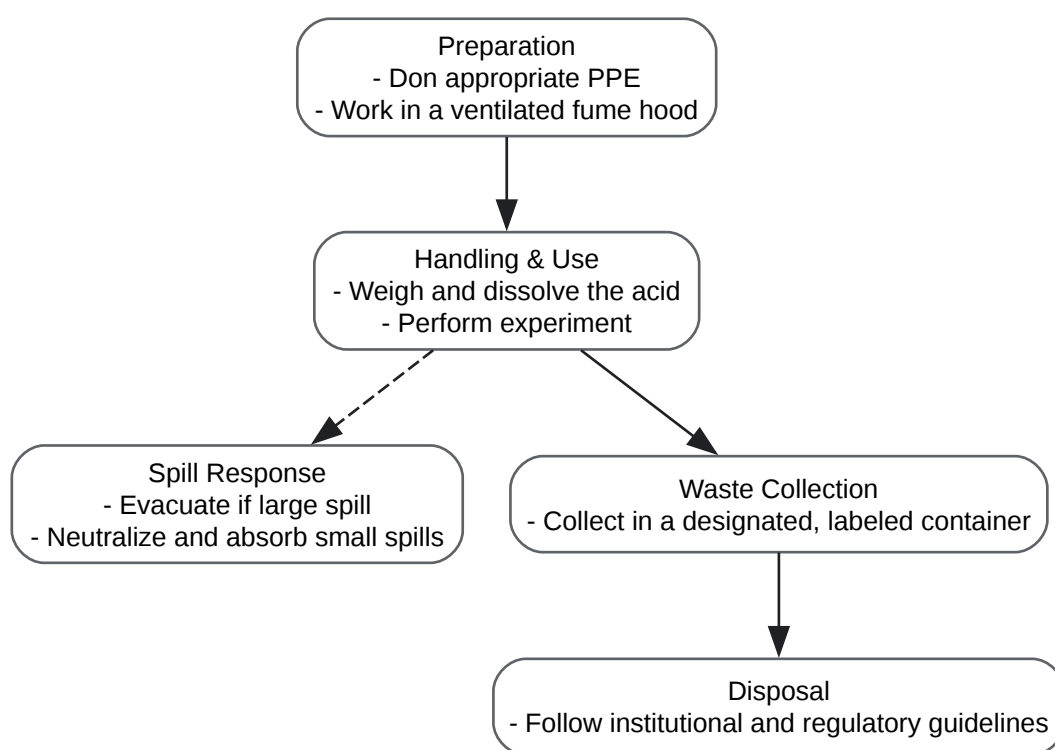 Preparation
- Don appropriate PPE
- Work in a ventilated fume hood
Handling & Use
- Weigh and dissolve the acid
- Perform experiment
Spill Response
- Evacuate if large spill
- Neutralize and absorb small spills
Waste Collection
- Collect in a designated, labeled container
Disposal
- Follow institutional and regulatory guidelines